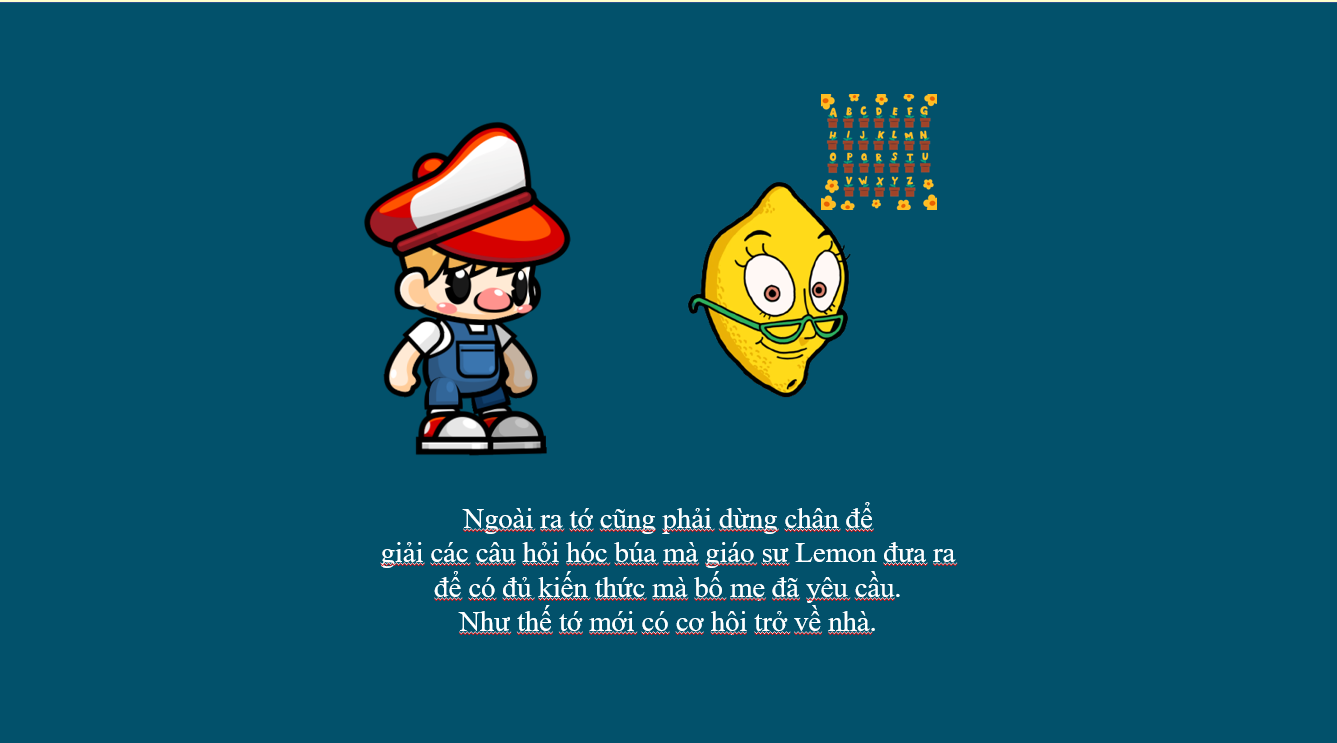 A B C D E F G
H I J K L M N
O P Q R S T U
V W X Y Z
Ngoài ra tớ cũng phải dừng chân để
giải các câu hỏi hóc búa mà giáo sư Lemon đưa ra
để có đủ kiến thức mà bố mẹ đã yêu cầu.
Như thế tớ mới có cơ hội trở về nhà.